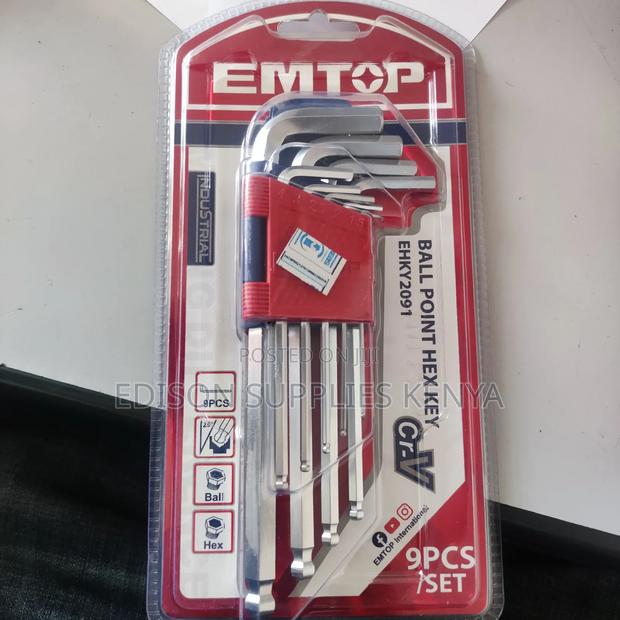 EMTOP
INDUSTRIAL
BALL POINT HEX KEY
EHKY2091
POSTED ON JIJI
EDISON SUPPLIES KENYA
9PCS
Cr.V
Ball
Hex
EMTOP International
9PCS
/SET